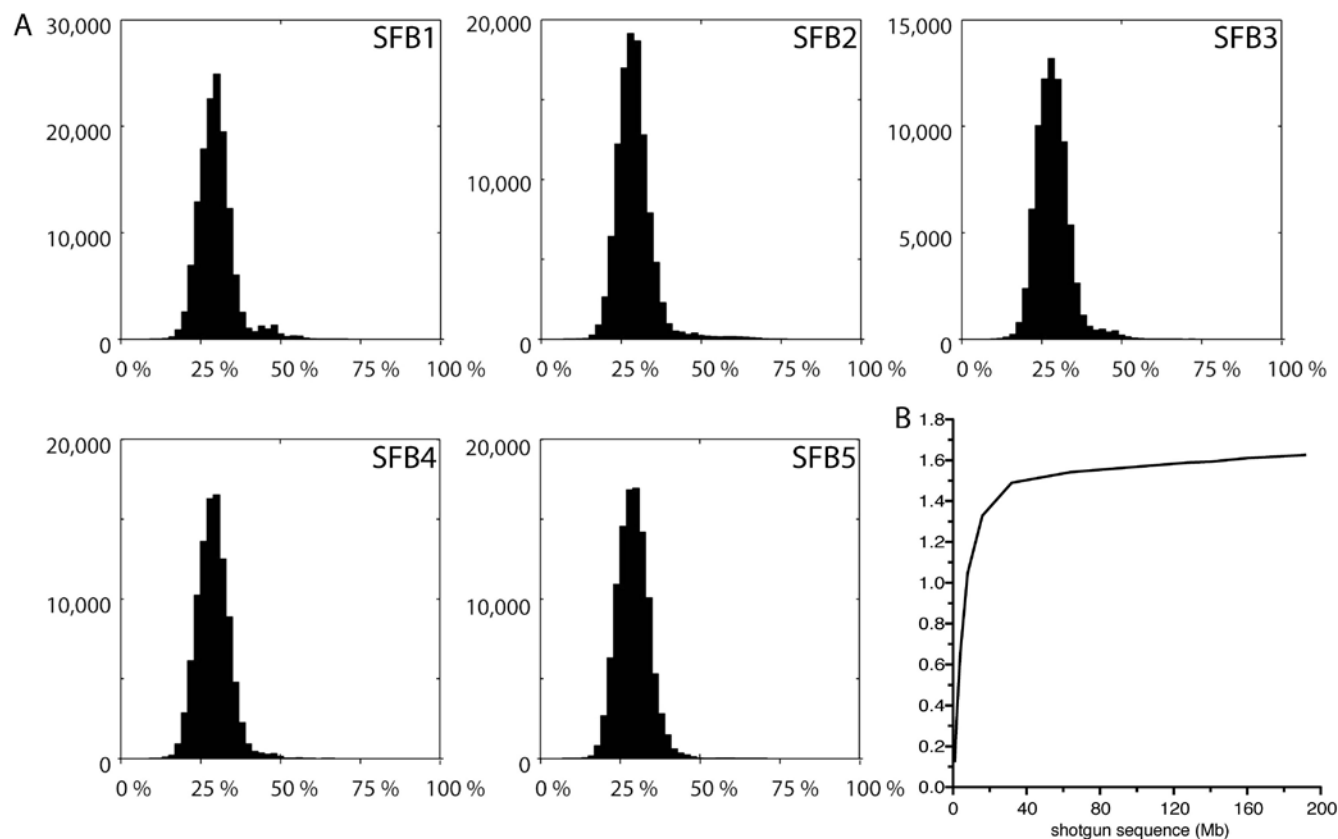 A
SFB1
30,000
20,000
10,000
0
0 % 25 % 50 % 75 % 100 %
SFB2
20,000
10,000
0
0 % 25 % 50 % 75 % 100 %
SFB3
15,000
10,000
5,000
0
0 % 25 % 50 % 75 % 100 %
SFB4
20,000
10,000
0
0 % 25 % 50 % 75 % 100 %
SFB5
20,000
10,000
0
0 % 25 % 50 % 75 % 100 %
B
1.8
1.6
1.4
1.2
1.0
0.8
0.6
0.4
0.2
0.0
0 40 80 120 160 200
shotgun sequence (Mb)